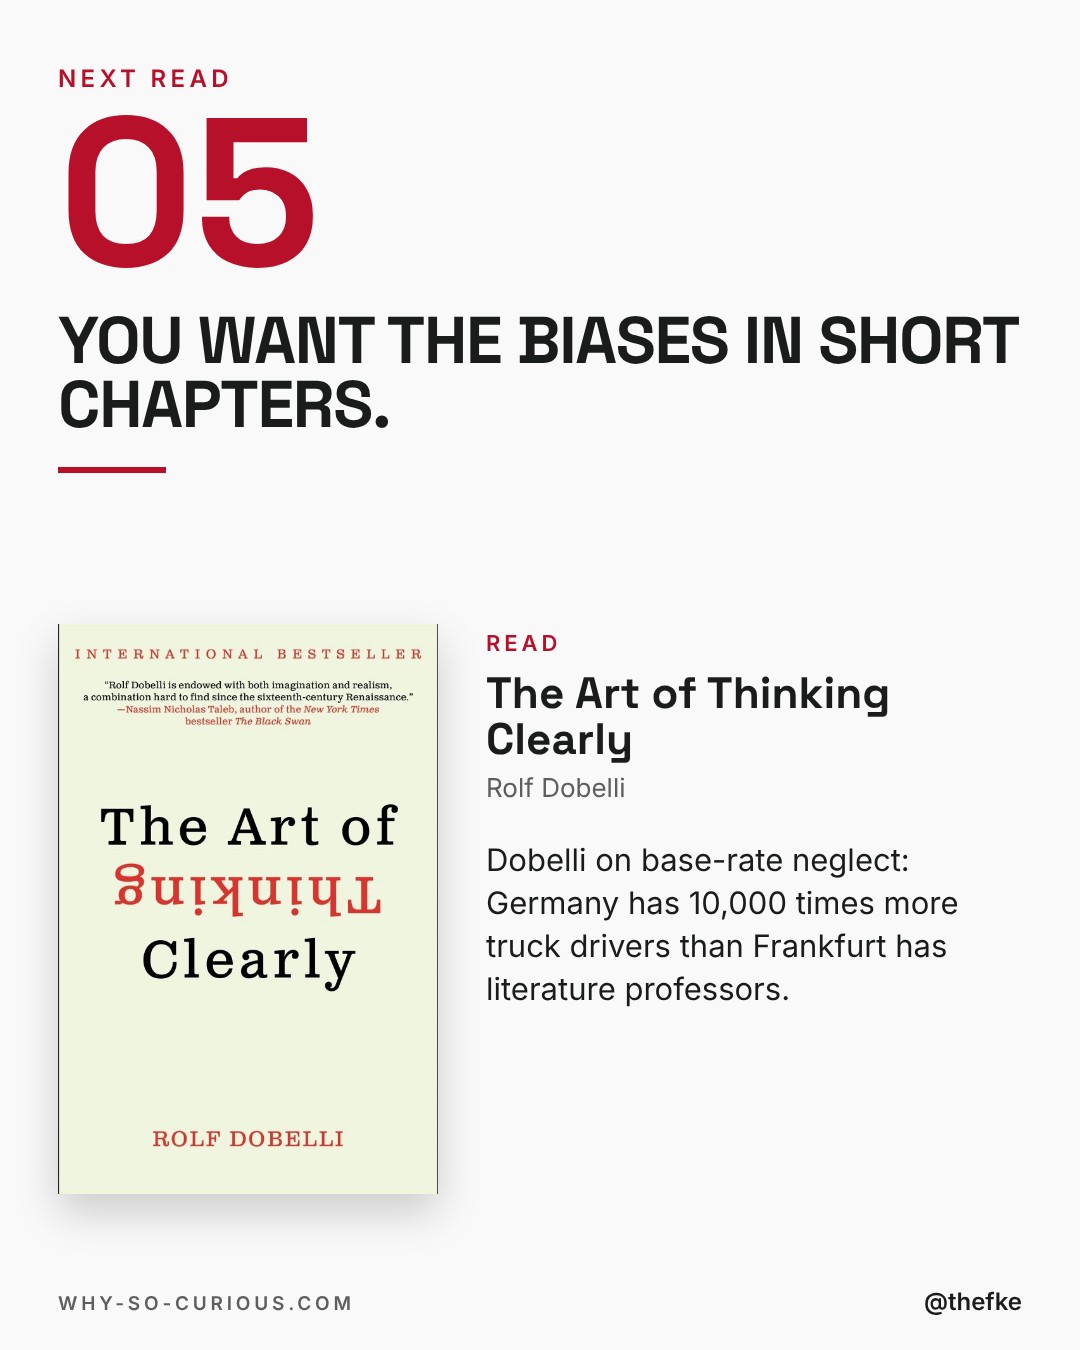 NEXT READ
05
YOU WANT THE BIASES IN SHORT
CHAPTERS.
INTERNATIONAL BESTSELLER
“Rolf Dobelli is endowed with both imagination and realism,
a combination hard to find since the sixteenth-century Renaissance.”
—Nassim Nicholas Taleb, author of the New York Times
bestseller The Black Swan
The Art of
Thinking
Clearly
ROLF DOBELLI
READ
The Art of Thinking
Clearly
Rolf Dobelli
Dobelli on base-rate neglect:
Germany has 10,000 times more
truck drivers than Frankfurt has
literature professors.
WHY-SO-CURIOUS.COM
@thefke